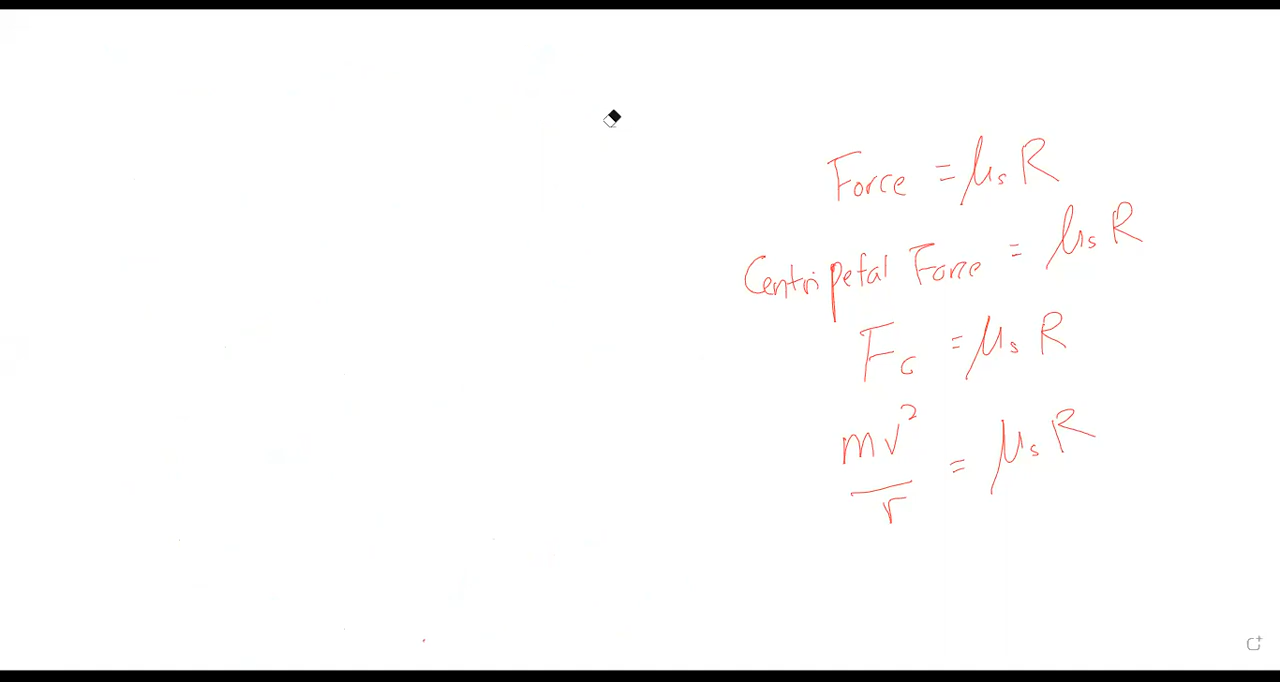 Force = μs R
Centripetal Force = μs R
Fc = μs R
mv²
/r = μs R